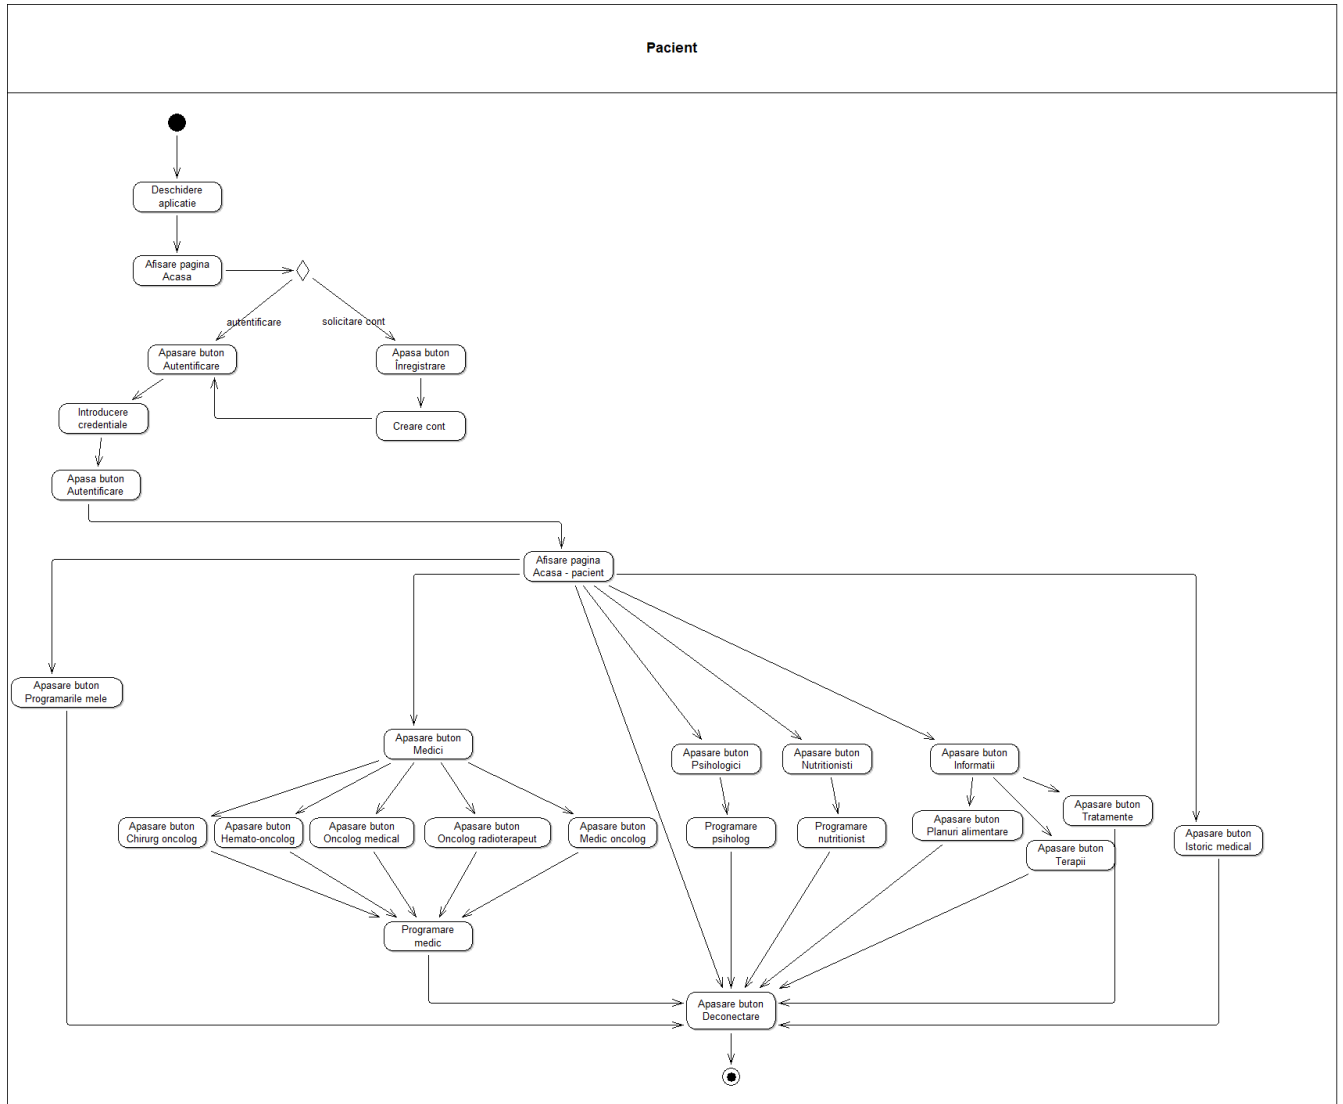 Pacient
Deschidere
aplicatie
Afisare pagina
Acasa
autentificare
solicitare cont
Apasare buton
Autentificare
Apasa buton
Înregistrare
Introducere
credentiale
Creare cont
Apasa buton
Autentificare
Afisare pagina
Acasa - pacient
Apasare buton
Programarile mele
Apasare buton
Medici
Apasare buton
Psihologici
Apasare buton
Nutritionisti
Apasare buton
Informatii
Apasare buton
Chirurg oncolog
Apasare buton
Hemato-oncolog
Apasare buton
Oncolog medical
Apasare buton
Oncolog radioterapeut
Apasare buton
Medic oncolog
Programare
psiholog
Programare
nutritionist
Apasare buton
Planuri alimentare
Apasare buton
Tratamente
Apasare buton
Terapii
Apasare buton
Istoric medical
Programare
medic
Apasare buton
Deconectare